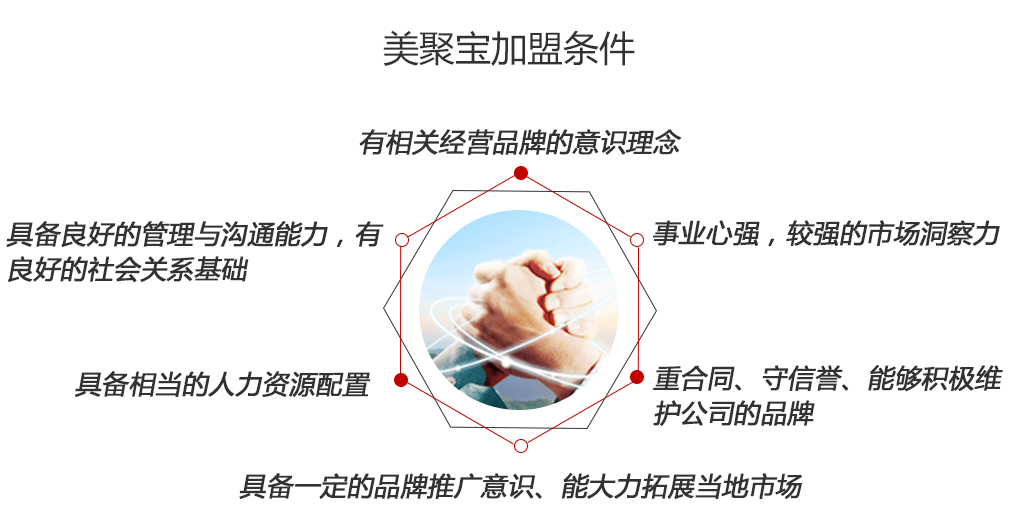 美聚宝加盟条件
有相关经营品牌的意识理念
具备良好的管理与沟通能力，有
良好的社会关系基础
事业心强，较强的市场洞察力
具备相当的人力资源配置
重合同、守信誉、能够积极维
护公司的品牌
具备一定的品牌推广意识、能大力拓展当地市场